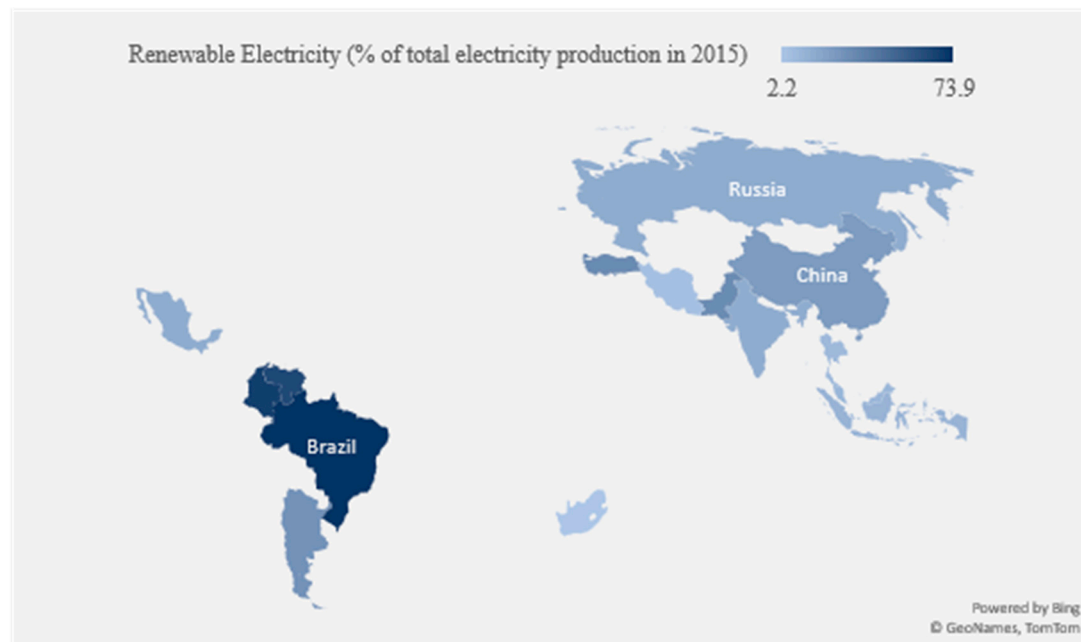 Renewable Electricity (% of total electricity production in 2015)
2.2 73.9
Russia
China
Brazil
Powered by Bing
© GeoNames, TomTom